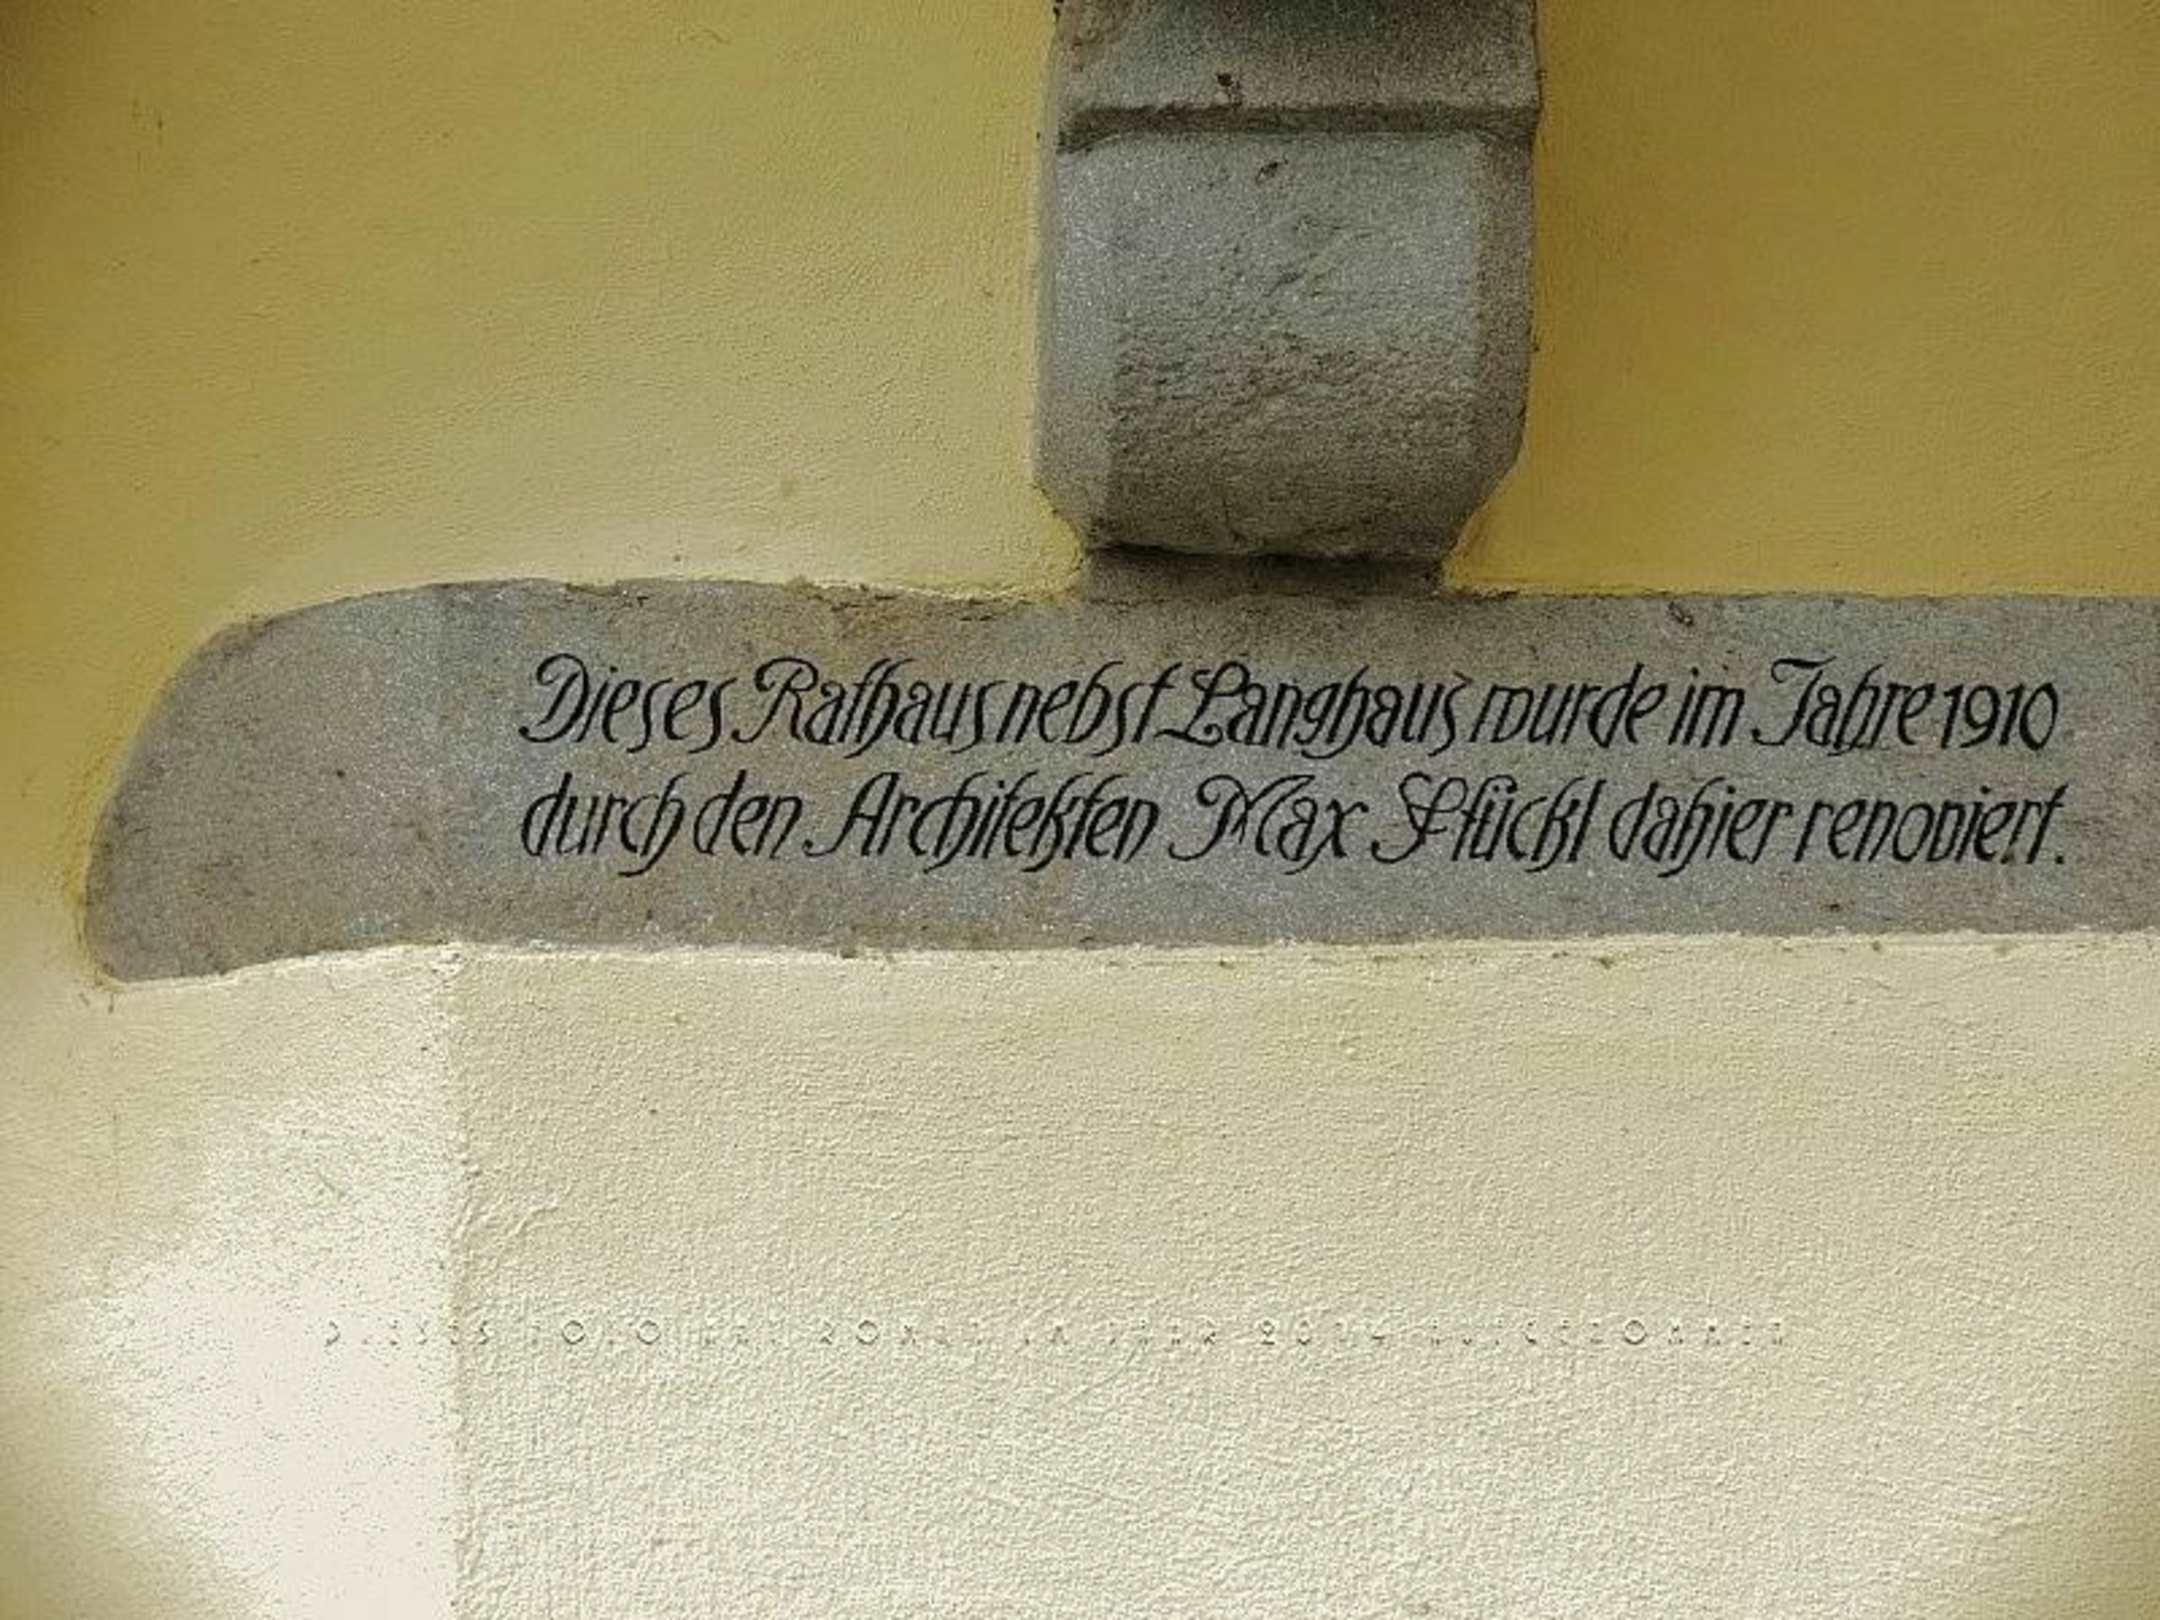 Dieses Rathaus nebst Langhaus wurde im Jahre 1910
durch den Architekten Max Stückl dahier renoviert.